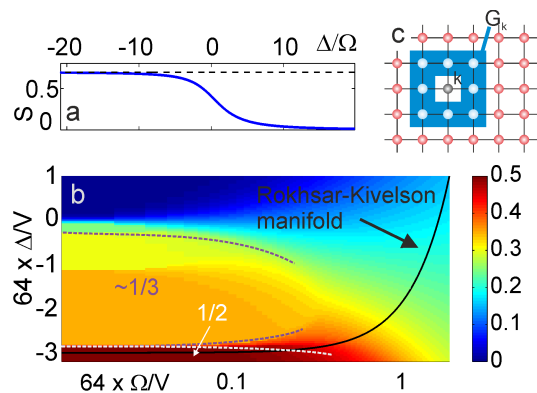 -20 -10 0 Δ/Ω
0.5
0
S
a
c
G_k
k
b
Rokhsar-Kivelson
manifold
~1/3
1/2
1
0
-1
-2
-3
64 x Δ/V
64 x Ω/V 0.1 1
0.5
0.4
0.3
0.2
0.1
0